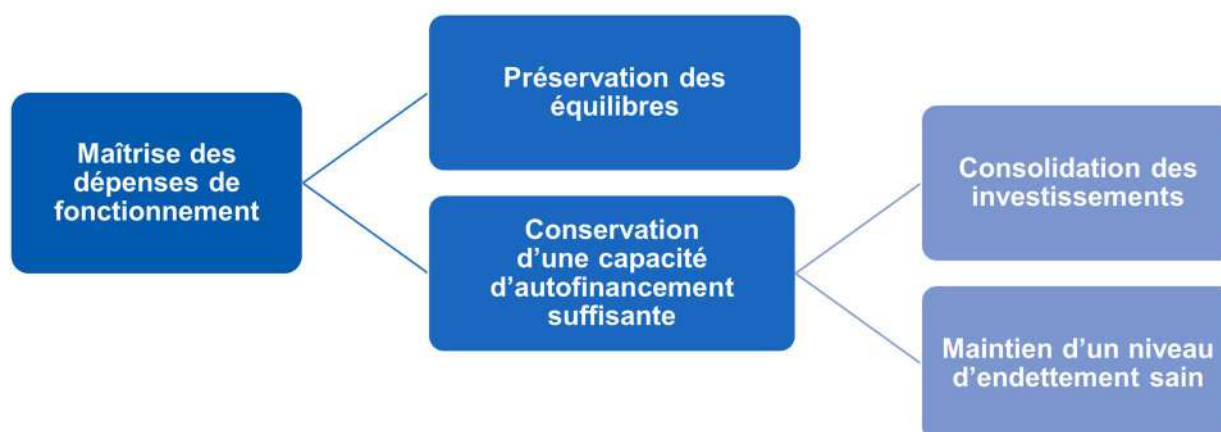 Maîtrise des
dépenses de
fonctionnement
Préservation des
équilibres
Conservation
d’une capacité
d’autofinancement
suffisante
Consolidation des
investissements
Maintien d’un niveau
d’endettement sain